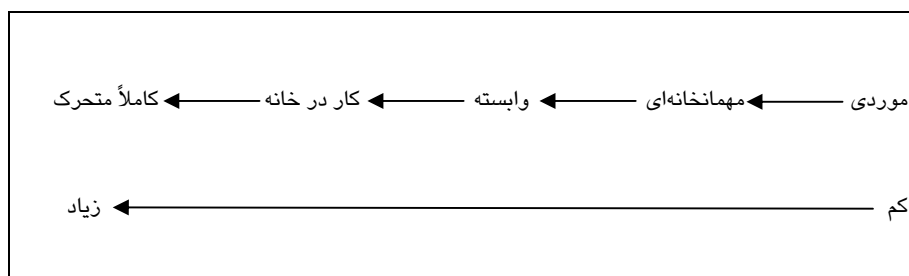 موردی مهمانخانه‌ای وابسته کار در خانه کاملاً متحرک
کم زیاد